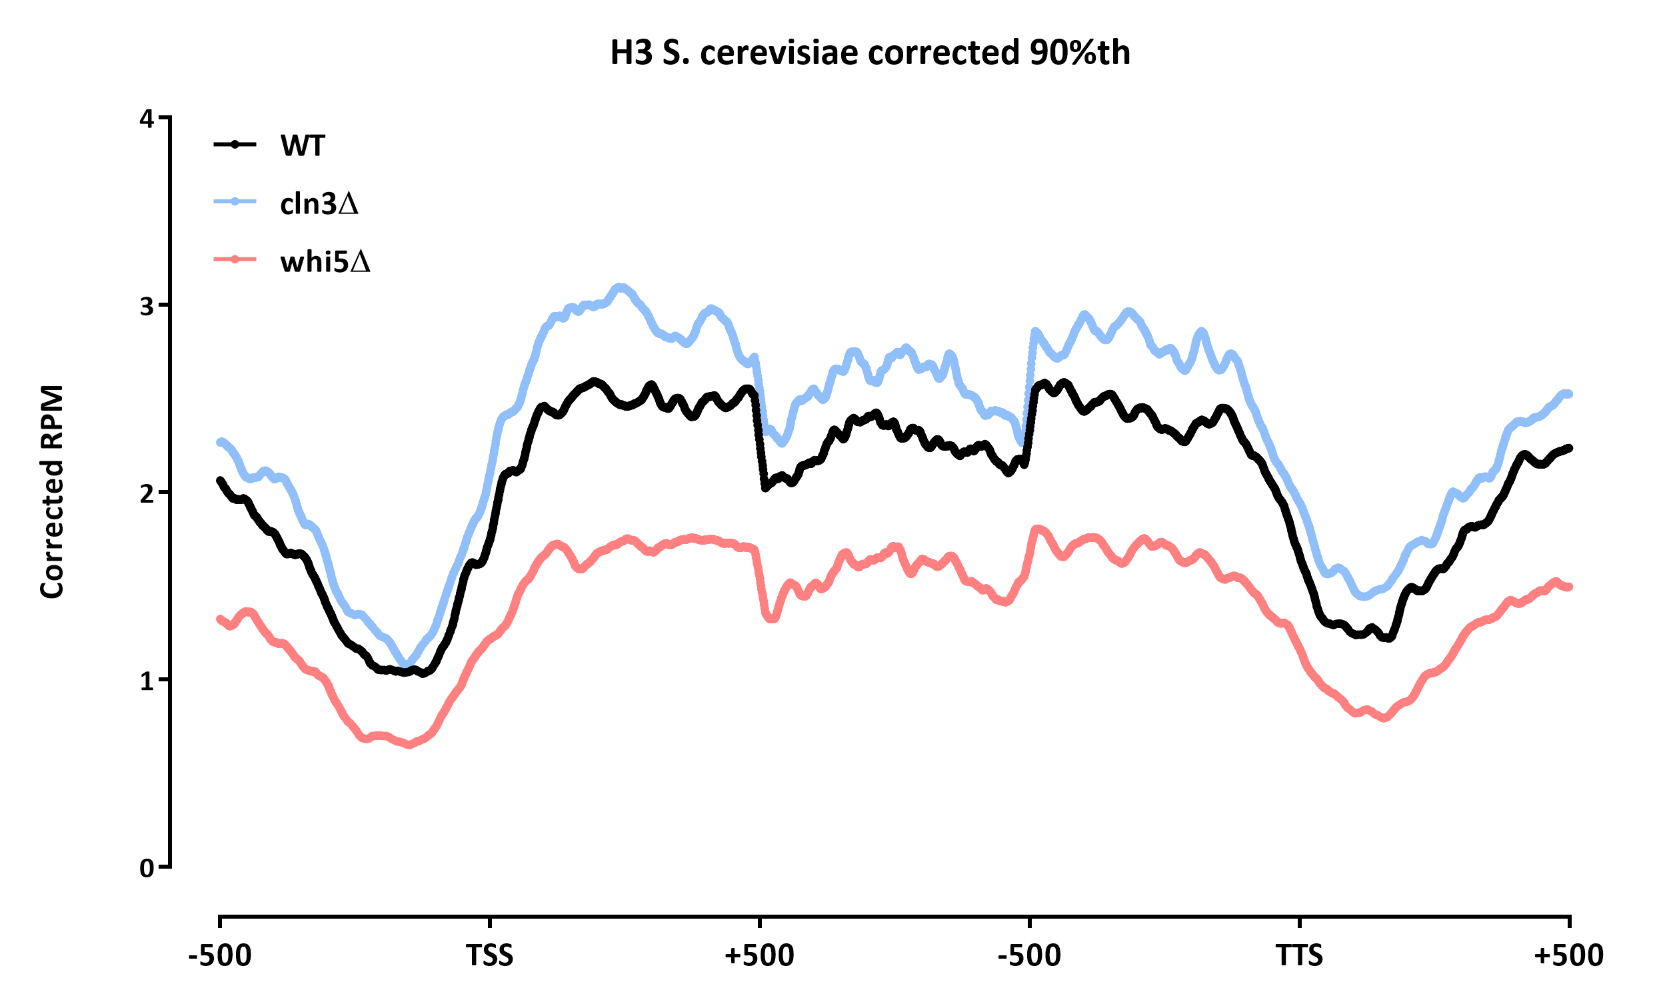 H3 S. cerevisiae corrected 90%th
4
3
2
1
0
Corrected RPM
WT
cln3Δ
whi5Δ
-500
TSS
+500
-500
TTS
+500